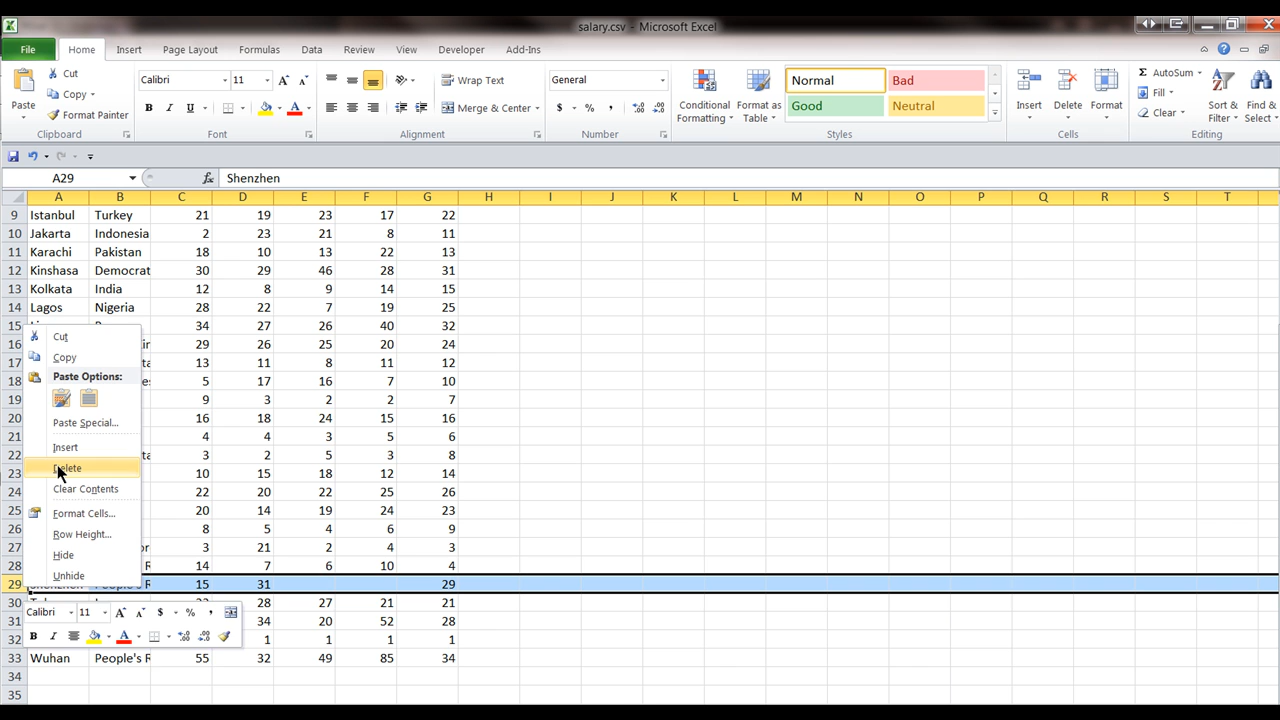 salary.csv - Microsoft Excel
File Home Insert Page Layout Formulas Data Review View Developer Add-Ins
Paste Cut Copy Format Painter
Calibri 11 Wrap Text General Normal Bad
B I U Merge & Center $ % , Good Neutral
Conditional Formatting Format as Table Insert Delete Format
AutoSum Fill Clear Sort & Filter Find & Select
Clipboard Font Alignment Number Styles Cells Editing
A29 fx Shenzhen
A B C D E F G H I J K L M N O P Q R S T
9 Istanbul Turkey 21 19 23 17 22
10 Jakarta Indonesia 2 23 21 8 11
11 Karachi Pakistan 18 10 13 22 13
12 Kinshasa Democrat 30 29 46 28 31
13 Kolkata India 12 8 9 14 15
14 Lagos Nigeria 28 22 7 19 25
15 34 27 26 40 32
16 29 26 25 20 24
17 13 11 8 11 12
18 5 17 16 7 10
19 9 3 2 2 7
20 16 18 24 15 16
21 4 4 3 5 6
22 3 2 5 3 8
23 10 15 18 12 14
24 22 20 22 25 26
25 20 14 19 24 23
26 8 5 4 6 9
27 3 21 2 4 3
28 14 7 6 10 4
29 15 31 29
30 28 27 21 21
31 34 20 52 28
32 1 1 1 1
33 Wuhan People's R 55 32 49 85 34
34
35
Cut
Copy
Paste Options:
Paste Special...
Insert
Delete
Clear Contents
Format Cells...
Row Height...
Hide
Unhide
Calibri 11 A A $ % ,
B I A